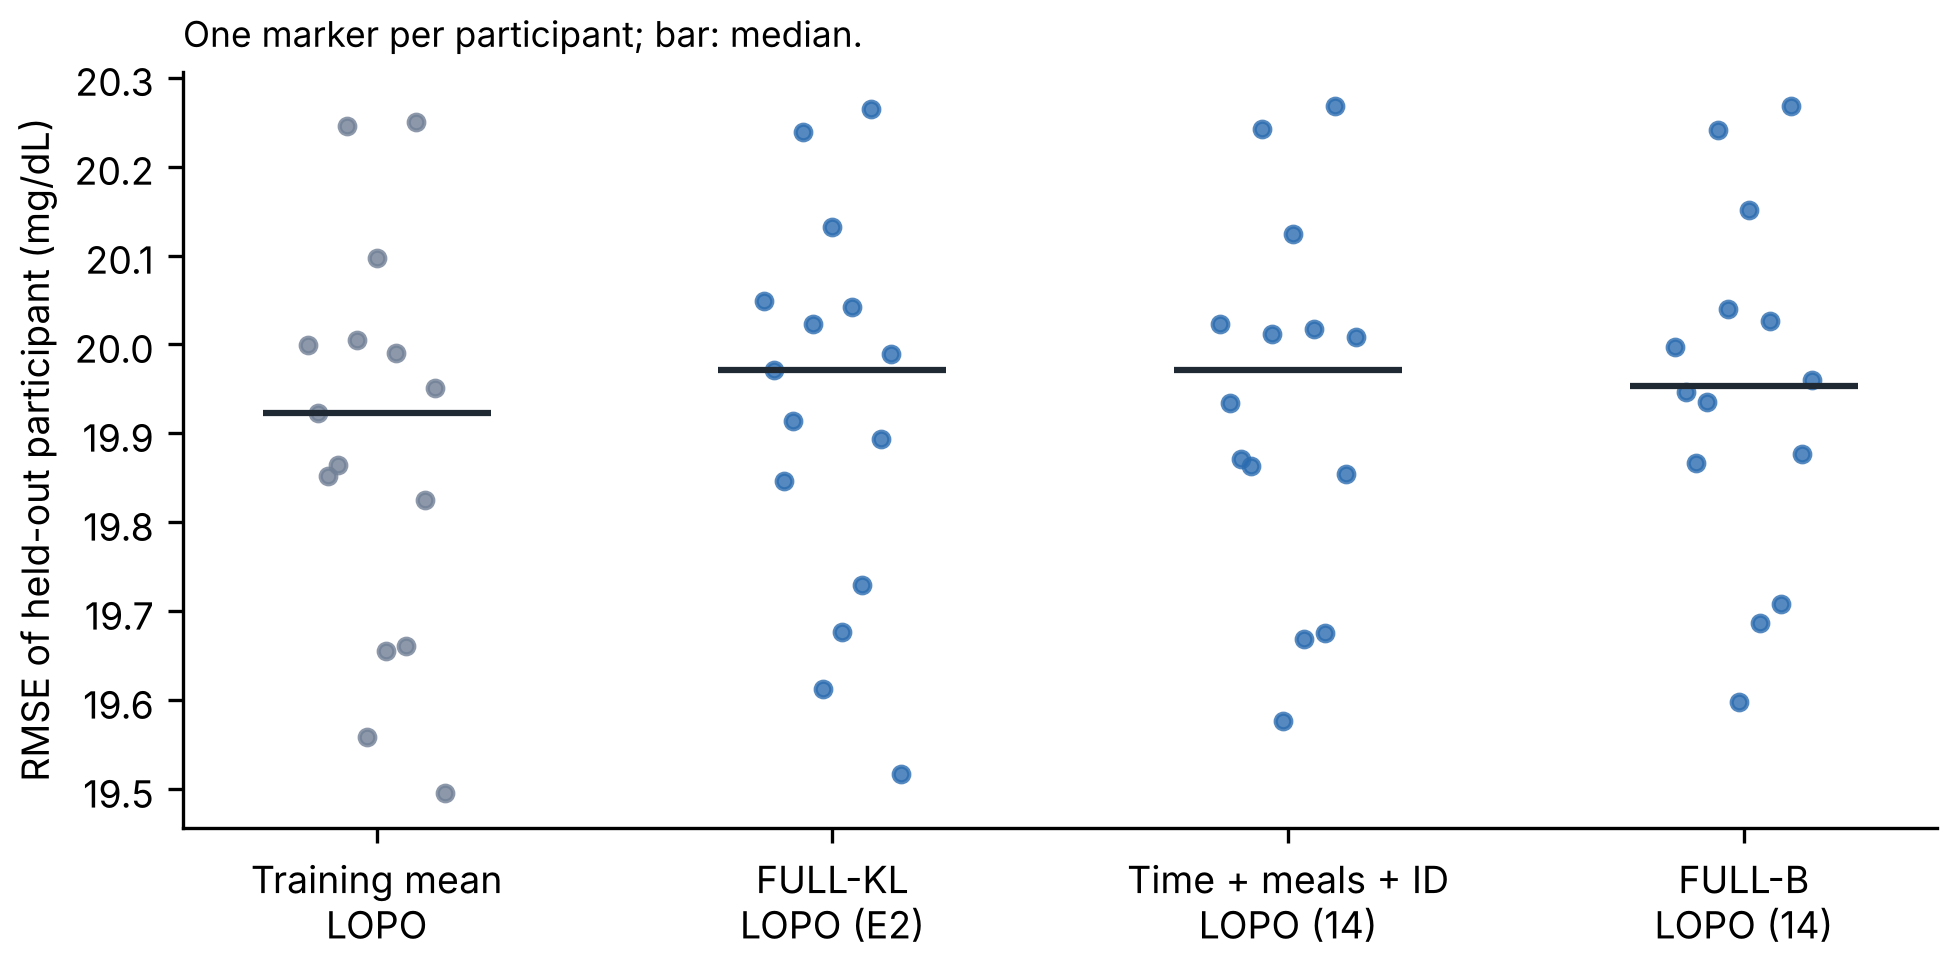 One marker per participant; bar: median.
RMSE of held-out participant (mg/dL)
20.3
20.2
20.1
20.0
19.9
19.8
19.7
19.6
19.5
Training mean
LOPO
FULL-KL
LOPO (E2)
Time + meals + ID
LOPO (14)
FULL-B
LOPO (14)